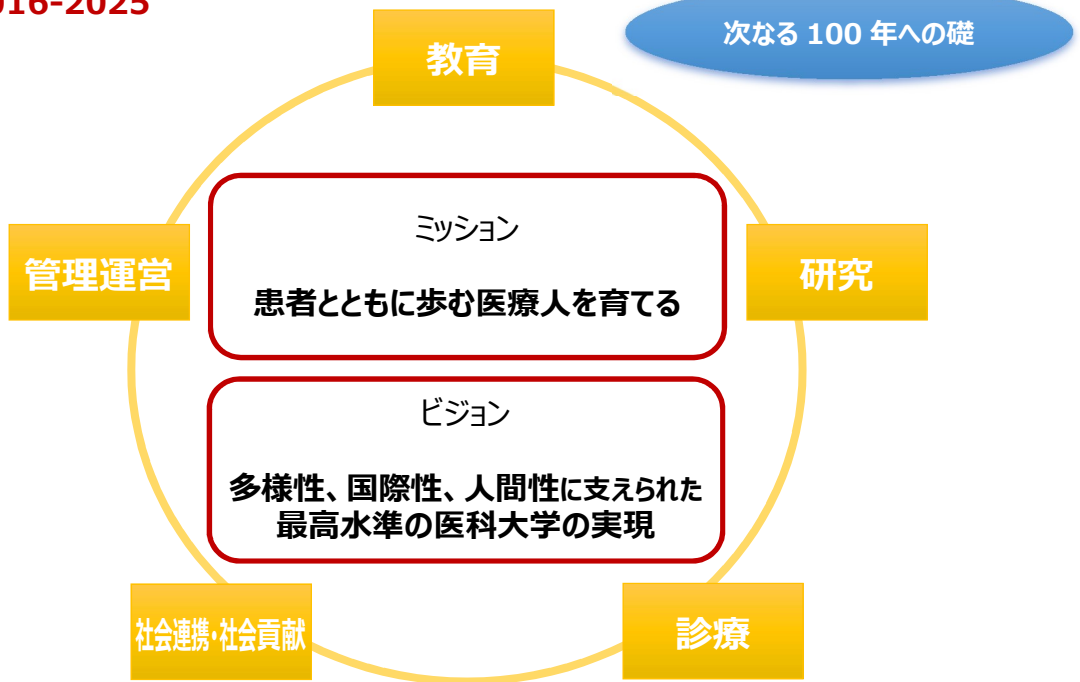 016-2025
次なる 100 年への礎
教育
管理運営
研究
ミッション
患者とともに歩む医療人を育てる
ビジョン
多様性、国際性、人間性に支えられた
最高水準の医科大学の実現
社会連携・社会貢献
診療